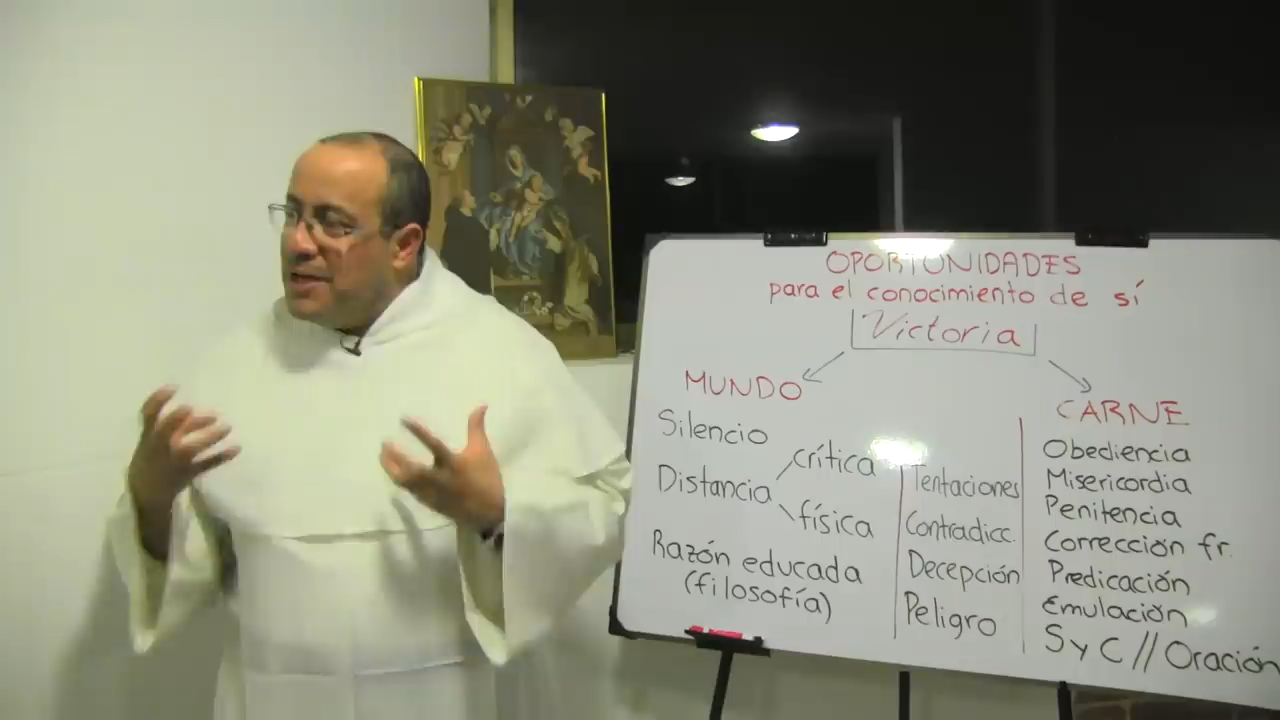 OPORTUNIDADES
para el conocimiento de sí
Victoria
MUNDO
Silencio
Distancia
crítica
física
Razón educada
(filosofía)
Tentaciones
Contradicc.
Decepción
Peligro
CARNE
Obediencia
Misericordia
Penitencia
Corrección fr.
Predicación
Emulación
S y C // Oración